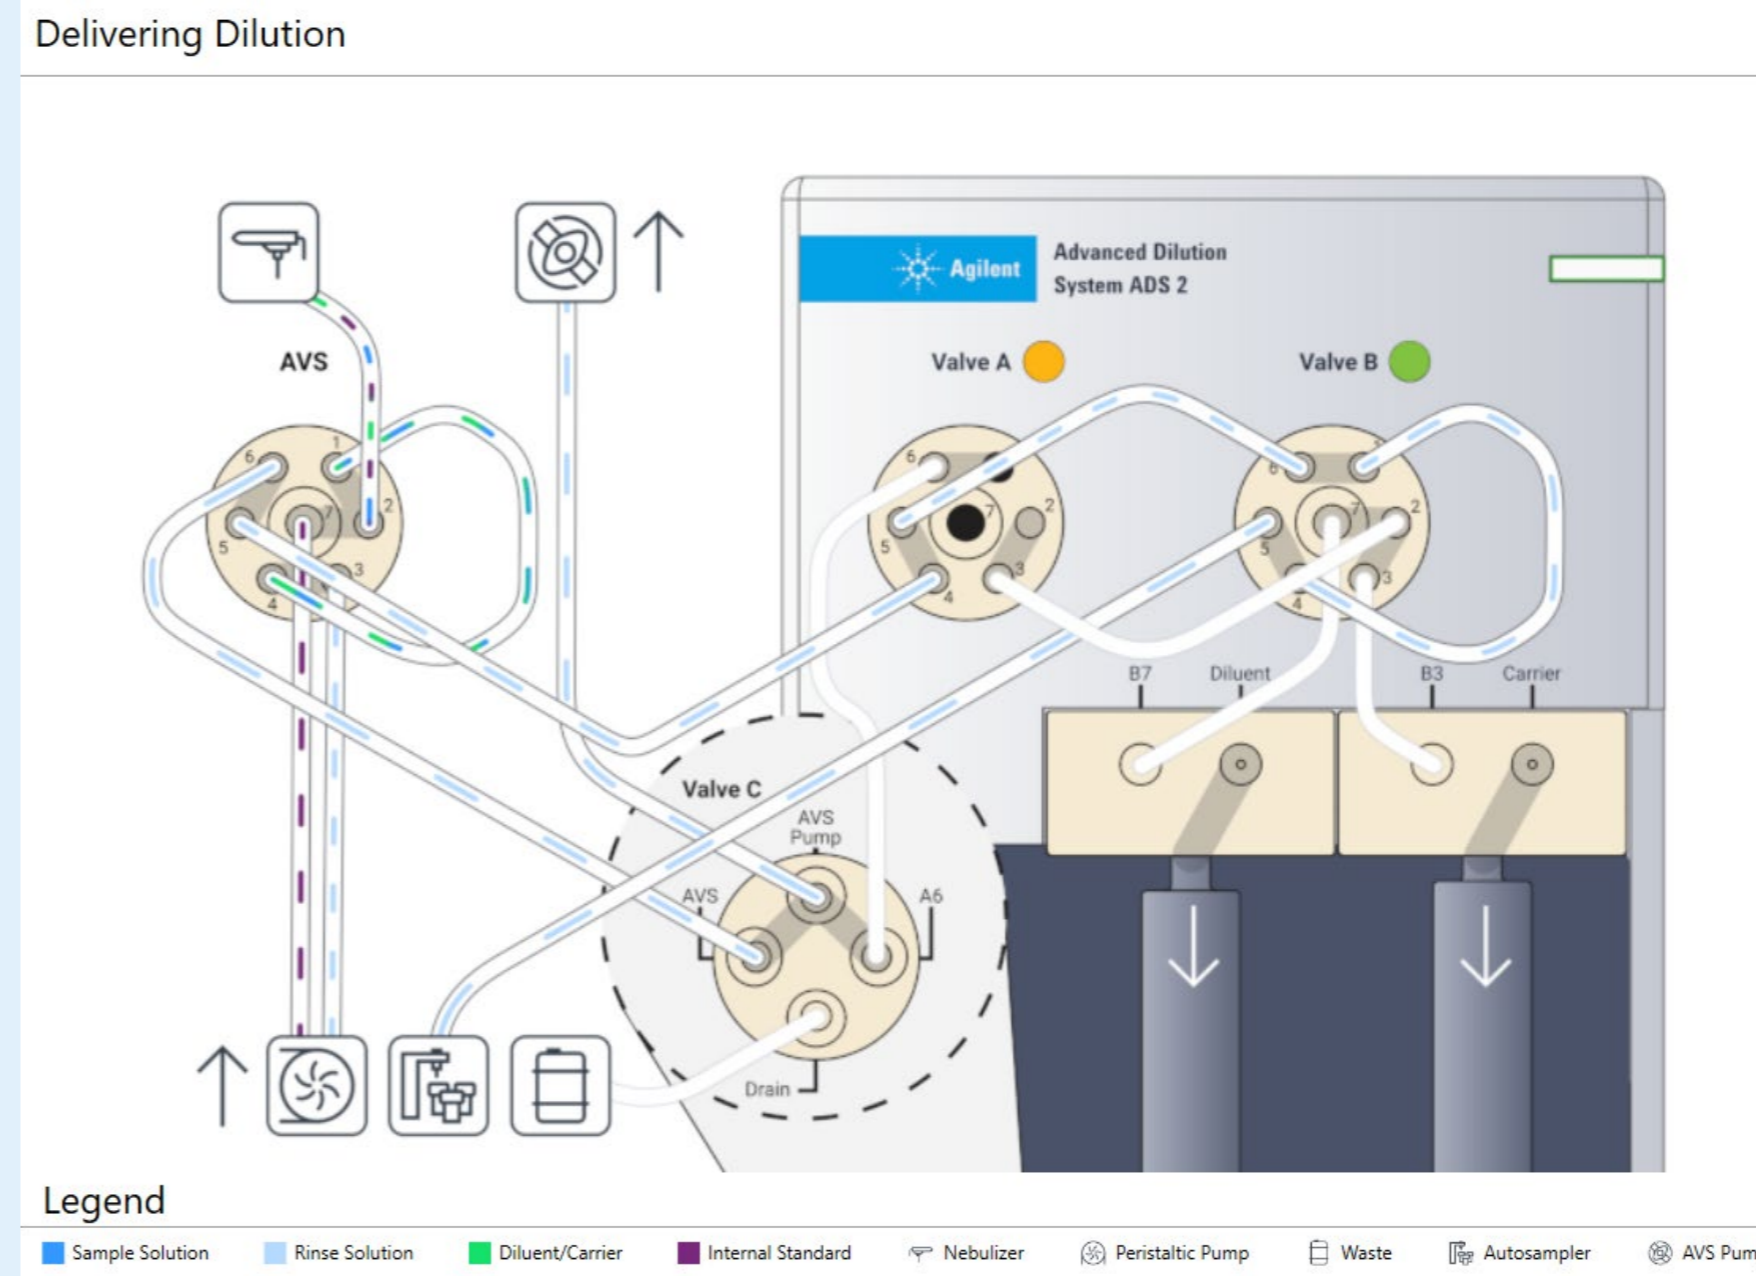 Delivering Dilution
Agilent
Advanced Dilution
System ADS 2
AVS
Valve A
Valve B
1
6
7
2
5
3
4
6
7
2
5
3
4
6
7
2
5
3
4
B7
Diluent
B3
Carrier
Valve C
AVS
Pump
AVS
A6
Drain
Legend
Sample Solution
Rinse Solution
Diluent/Carrier
Internal Standard
Nebulizer
Peristaltic Pump
Waste
Autosampler
AVS Pum